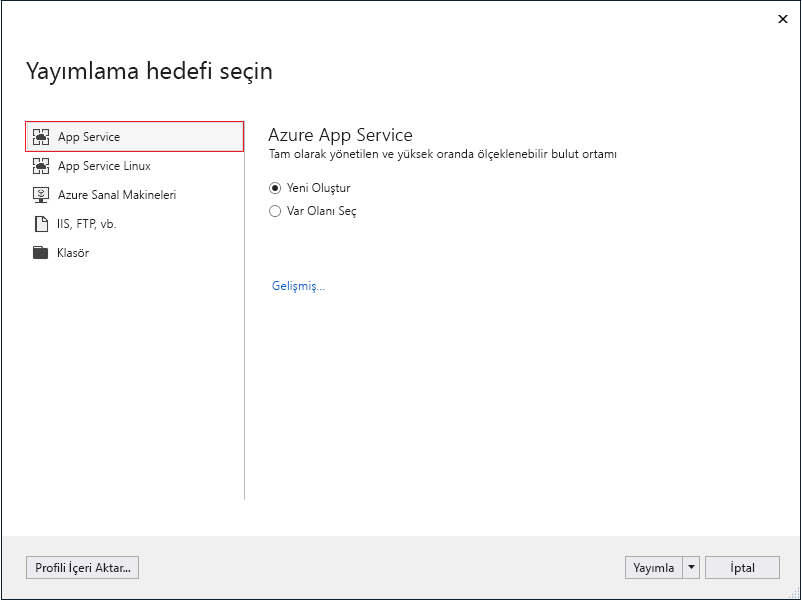 Yayımlama hedefi seçin
App Service
App Service Linux
Azure Sanal Makineleri
IIS, FTP, vb.
Klasör
Azure App Service
Tam olarak yönetilen ve yüksek oranda ölçeklenebilir bulut ortamı
Yeni Oluştur
Var Olanı Seç
Gelişmiş...
Profili İçeri Aktar...
Yayımla
İptal